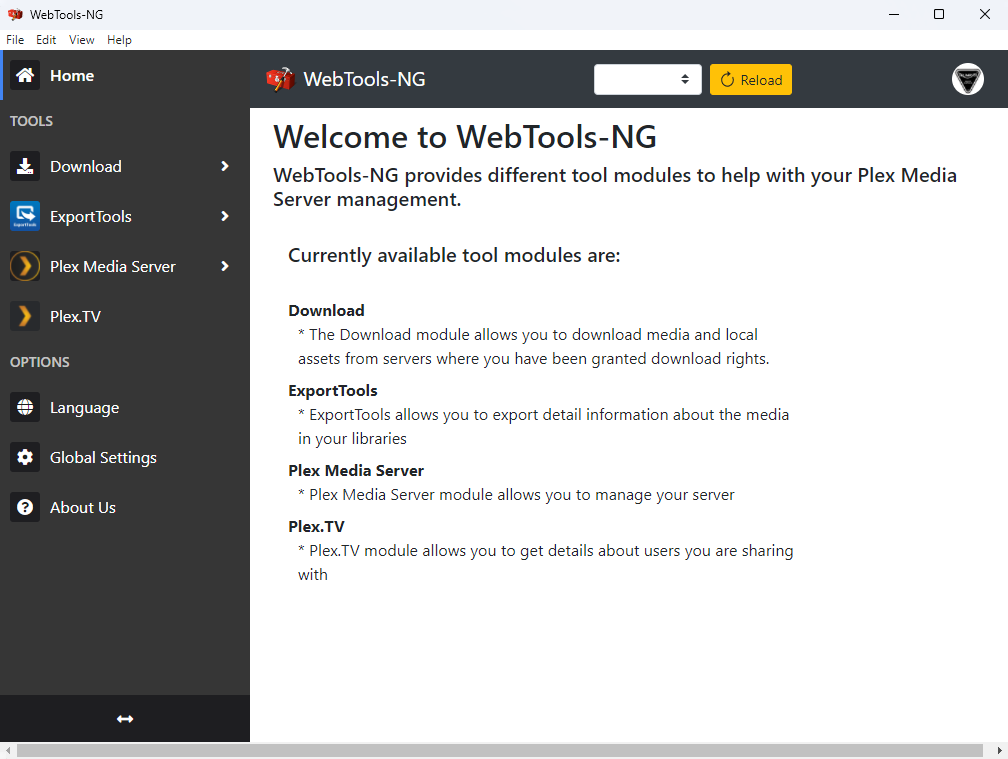 WebTools-NG
File Edit View Help
Home
WebTools-NG
Reload
TOOLS
Download
ExportTools
Plex Media Server
Plex.TV
OPTIONS
Language
Global Settings
About Us
Welcome to WebTools-NG
WebTools-NG provides different tool modules to help with your Plex Media
Server management.
Currently available tool modules are:
Download
* The Download module allows you to download media and local
assets from servers where you have been granted download rights.
ExportTools
* ExportTools allows you to export detail information about the media
in your libraries
Plex Media Server
* Plex Media Server module allows you to manage your server
Plex.TV
* Plex.TV module allows you to get details about users you are sharing
with